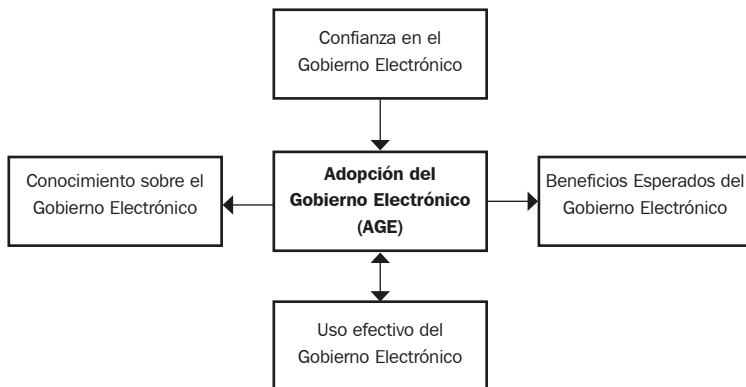 Confianza en el
Gobierno Electrónico
Conocimiento sobre el
Gobierno Electrónico
Adopción del
Gobierno Electrónico
(AGE)
Beneficios Esperados del
Gobierno Electrónico
Uso efectivo del
Gobierno Electrónico